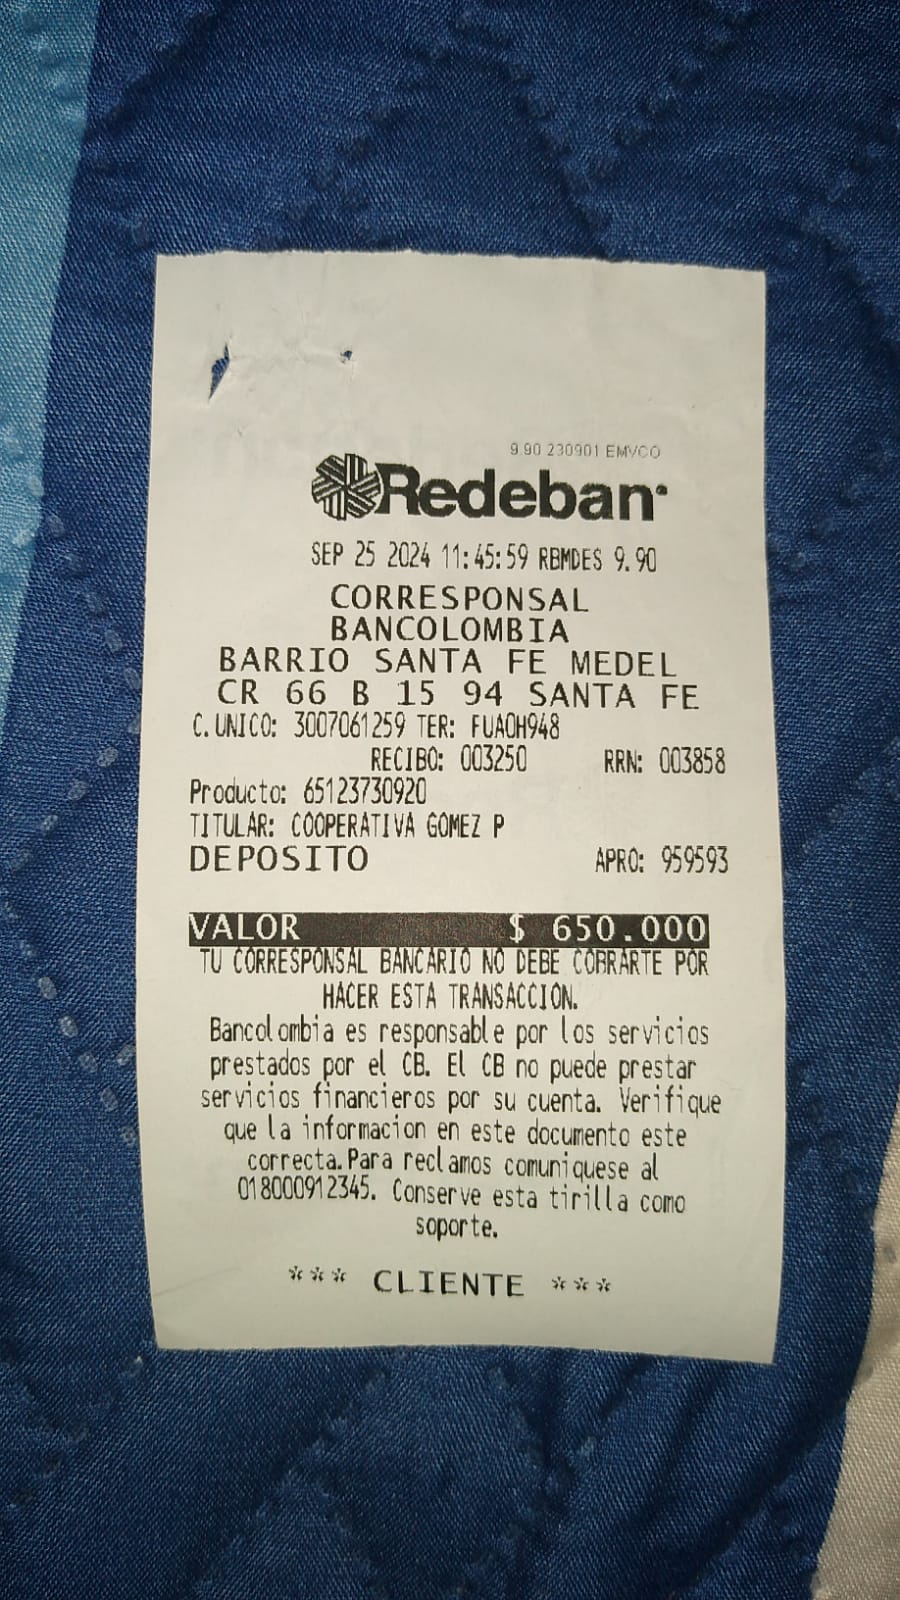 9.90 230901 EMVCO
Redeban
SEP 25 2024 11:45:59 RBMDES 9.90
CORRESPONSAL
BANCOLOMBIA
BARRIO SANTA FE MEDEL
CR 66 B 15 94 SANTA FE
C. UNICO: 3007061259 TER: FUAOH948
RECIBO: 003250 RRN: 003858
Producto: 65123730920
TITULAR: COOPERATIVA GOMEZ P
DEPOSITO APRO: 959593
VALOR $ 650.000
TU CORRESPONSAL BANCARIO NO DEBE COBRARTE POR
HACER ESTA TRANSACCION.
Bancolombia es responsable por los servicios
prestados por el CB. El CB no puede prestar
servicios financieros por su cuenta. Verifique
que la informacion en este documento este
correcta. Para reclamos comuniquese al
018000912345. Conserve esta tirilla como
soporte.
*** CLIENTE ***